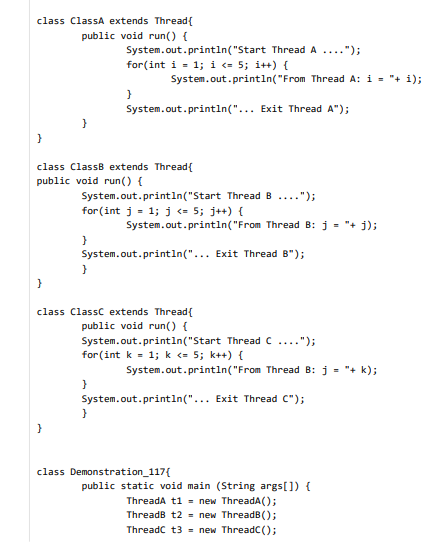 class ClassA extends Thread{
public void run() {
System.out.println("Start Thread A ....");
for(int i = 1; i <= 5; i++) {
System.out.println("From Thread A: i = "+ i);
}
System.out.println("... Exit Thread A");
}
}
class ClassB extends Thread{
public void run() {
System.out.println("Start Thread B ....");
for(int j = 1; j <= 5; j++) {
System.out.println("From Thread B: j = "+ j);
}
System.out.println("... Exit Thread B");
}
}
class ClassC extends Thread{
public void run() {
System.out.println("Start Thread C ....");
for(int k = 1; k <= 5; k++) {
System.out.println("From Thread B: j = "+ k);
}
System.out.println("... Exit Thread C");
}
}
class Demonstration_117{
public static void main (String args[]) {
ThreadA t1 = new ThreadA();
ThreadB t2 = new ThreadB();
ThreadC t3 = new ThreadC();